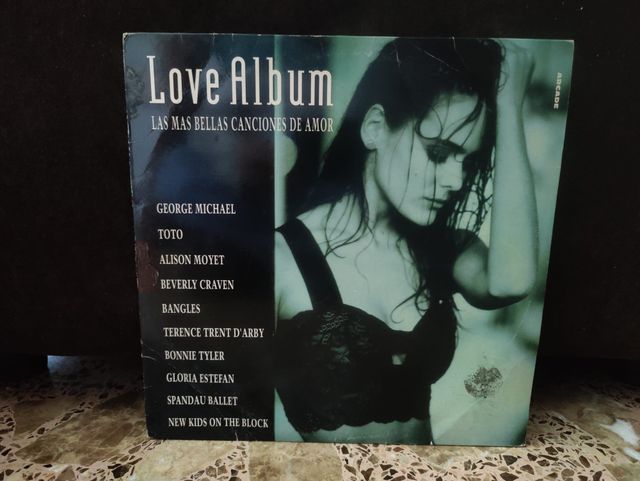 Love Album
LAS MAS BELLAS CANCIONES DE AMOR
ARCADE
GEORGE MICHAEL
TOTO
ALISON MOYET
BEVERLY CRAVEN
BANGLES
TERENCE TRENT D'ARBY
BONNIE TYLER
GLORIA ESTEFAN
SPANDAU BALLET
NEW KIDS ON THE BLOCK